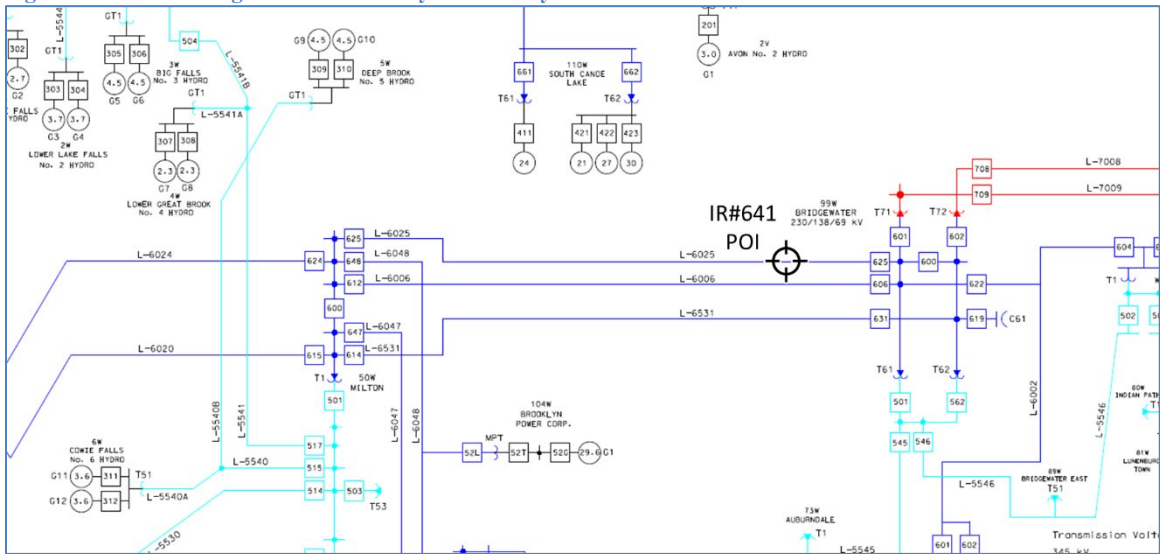 L-5544
GT1
GT1
504
302
2.7
G2
305
306
4.5
4.5
G5
G6
3W
BIG FALLS
No. 3 HYDRO
L-5541B
G9
4.5
4.5
G10
309
310
5W
DEEP BROOK
No. 5 HYDRO
GT1
661
110W
SOUTH CANOE
LAKE
662
T61
T62
411
421
422
423
24
21
27
30
201
3.0
G1
2V
AVON No. 2 HYDRO
303
304
3.7
3.7
G3
G4
FALLS
2W
LOWER LAKE FALLS
No. 2 HYDRO
GT1
L-5541A
307
308
2.3
2.3
G7
G8
4W
LOWER GREAT BROOK
No. 4 HYDRO
IR#641
POI
99W
BRIDGEWATER
230/138/69 kV
T71
T72
708
L-7008
709
L-7009
601
602
L-6024
624
625
L-6025
648
L-6048
612
L-6006
600
L-6025
625
600
L-6006
606
622
604
T1
647
L-6047
614
L-6531
L-6531
631
619
C61
502
L-6020
615
T1
50W
MILTON
501
T61
T62
501
562
545
546
L-5540B
L-5541
L-6047
L-6048
L-6002
L-5546
80W
INDIAN PATH
T1
81W
LUNENBURG
TOWN
104W
BROOKLYN
POWER CORP.
MPT
52L
52T
52G
29.6
G1
517
515
514
503
T53
6W
COWIE FALLS
No. 6 HYDRO
G11
3.6
311
G12
3.6
312
T51
L-5540
L-5540A
L-5530
L-5546
89W
BRIDGEWATER EAST
T51
73W
AUBURNDALE
T1
L-5545
601
602
Transmission Volt
345 kV